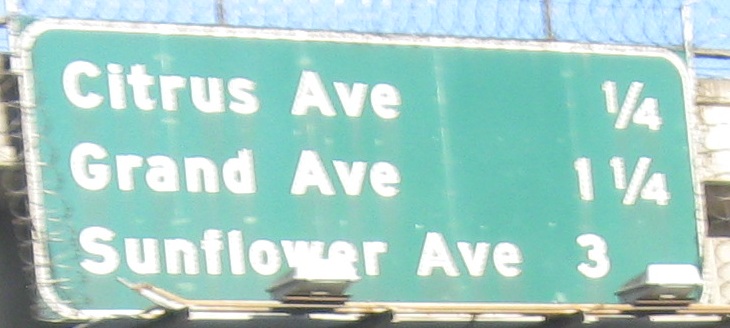 Citrus Ave ¼
Grand Ave 1 ¼
Sunflower Ave 3